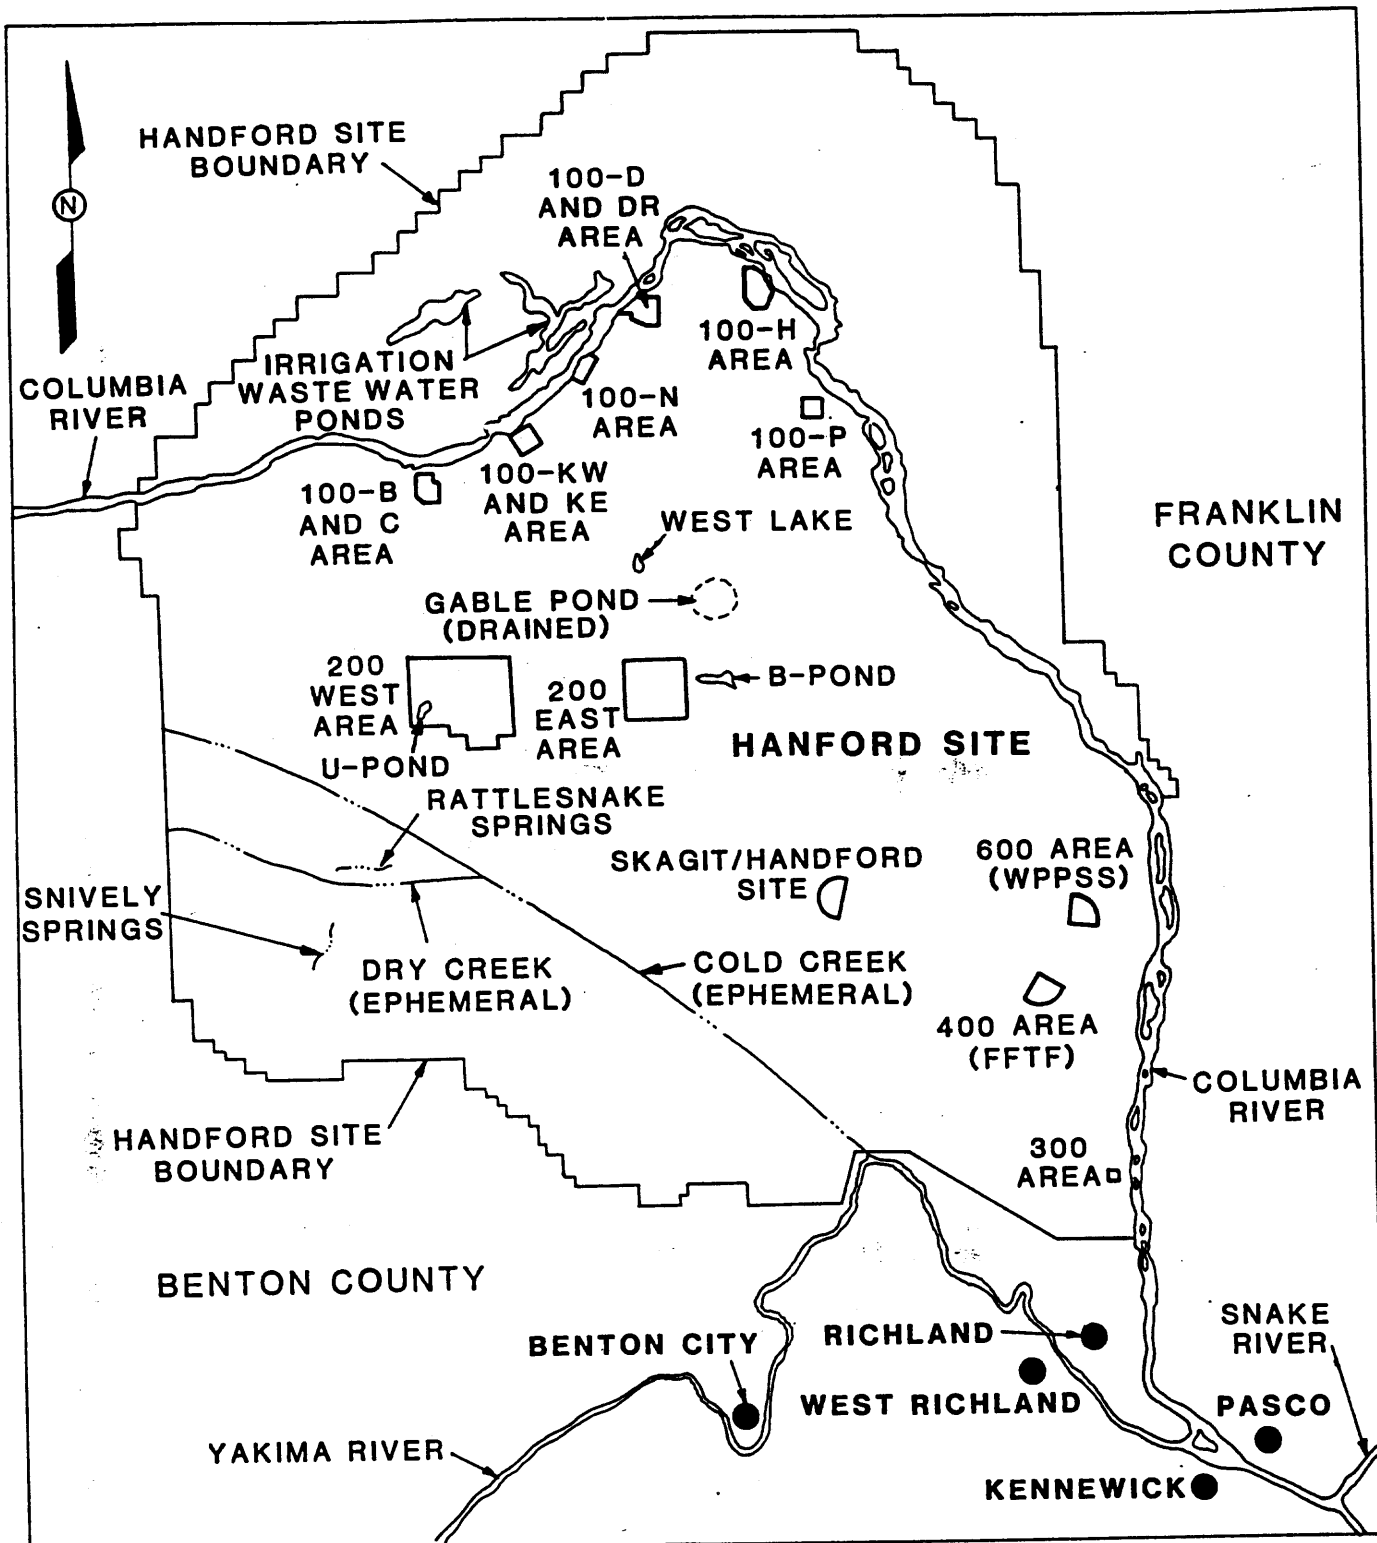 HANDFORD SITE
BOUNDARY
N
100-D
AND DR
AREA
100-H
AREA
IRRIGATION
WASTE WATER
PONDS
COLUMBIA
RIVER
100-N
AREA
100-P
AREA
100-KW
AND KE
AREA
100-B
AND C
AREA
WEST LAKE
FRANKLIN
COUNTY
GABLE POND
(DRAINED)
200
WEST
AREA
200
EAST
AREA
B-POND
U-POND
HANFORD SITE
RATTLESNAKE
SPRINGS
SKAGIT/HANDFORD
SITE
600 AREA
(WPPSS)
SNIVELY
SPRINGS
DRY CREEK
(EPHEMERAL)
COLD CREEK
(EPHEMERAL)
400 AREA
(FFTF)
COLUMBIA
RIVER
HANDFORD SITE
BOUNDARY
300
AREA
BENTON COUNTY
SNAKE
RIVER
RICHLAND
BENTON CITY
WEST RICHLAND
PASCO
YAKIMA RIVER
KENNEWICK